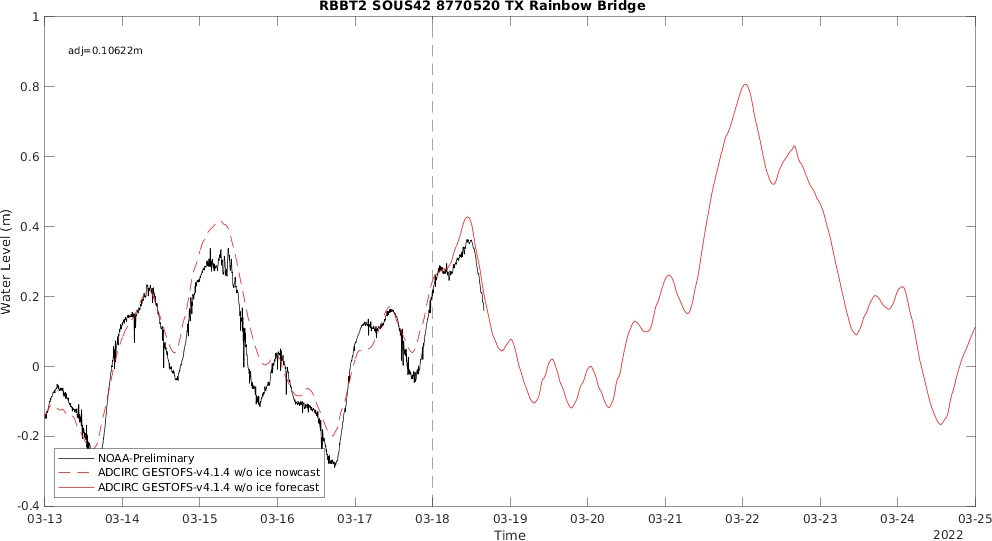 RBBT2 SOUS42 8770520 TX Rainbow Bridge
adj=0.10622m
Water Level (m)
1
0.8
0.6
0.4
0.2
0
-0.2
-0.4
NOAA-Preliminary
ADCIRC GESTOFS-v4.1.4 w/o ice nowcast
ADCIRC GESTOFS-v4.1.4 w/o ice forecast
03-13 03-14 03-15 03-16 03-17 03-18 03-19 03-20 03-21 03-22 03-23 03-24 03-25
Time
2022